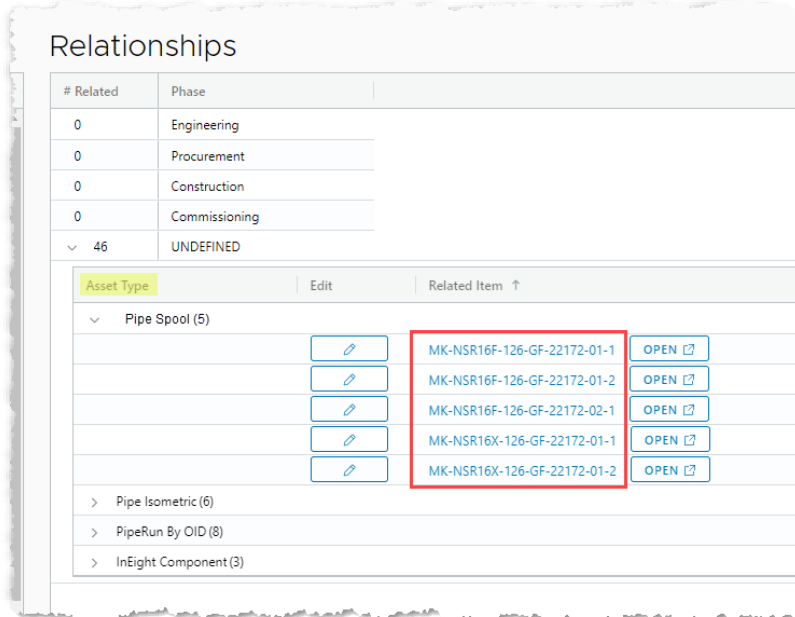 Relationships
# Related Phase
0 Engineering
0 Procurement
0 Construction
0 Commissioning
46 UNDEFINED
Asset Type Edit Related Item ↑
Pipe Spool (5)
MK-NSR16F-126-GF-22172-01-1 OPEN
MK-NSR16F-126-GF-22172-01-2 OPEN
MK-NSR16F-126-GF-22172-02-1 OPEN
MK-NSR16X-126-GF-22172-01-1 OPEN
MK-NSR16X-126-GF-22172-01-2 OPEN
Pipe Isometric (6)
PipeRun By OID (8)
InEight Component (3)